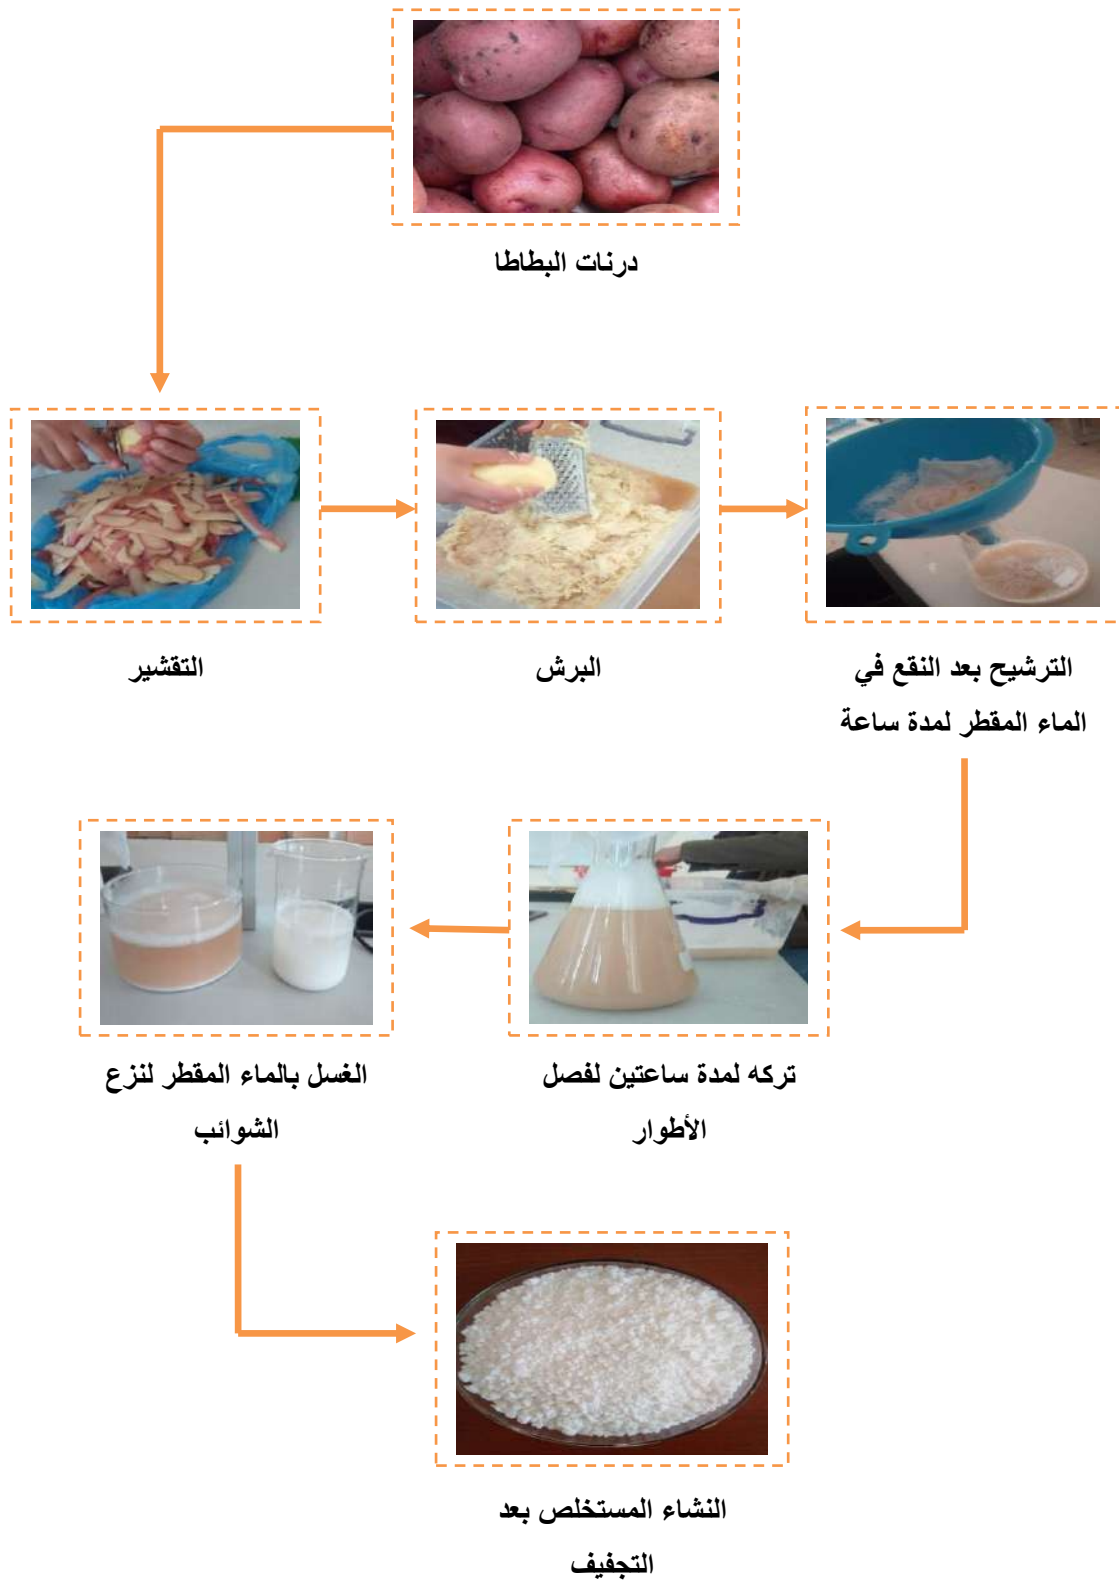 درنات البطاطا
التقشير
البرش
الترشيح بعد النقع في
الماء المقطر لمدة ساعة
تركه لمدة ساعتين لفصل
الأطوار
الغسل بالماء المقطر لنزع
الشوائب
النشاء المستخلص بعد
التجفيف